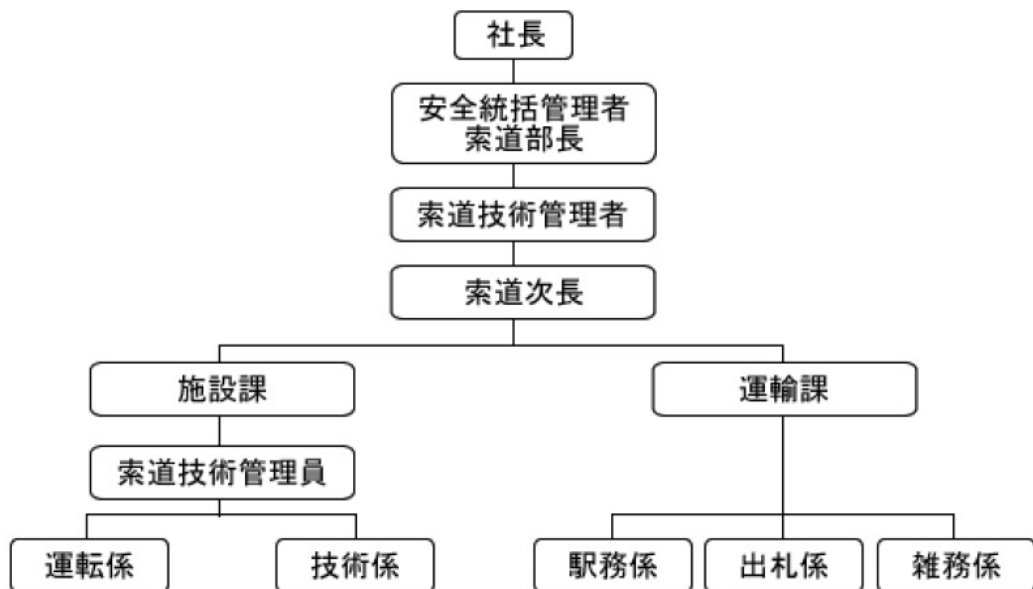 社長
安全統括管理者
索道部長
索道技術管理者
索道次長
施設課
運輸課
索道技術管理員
運転係
技術係
駅務係
出札係
雑務係